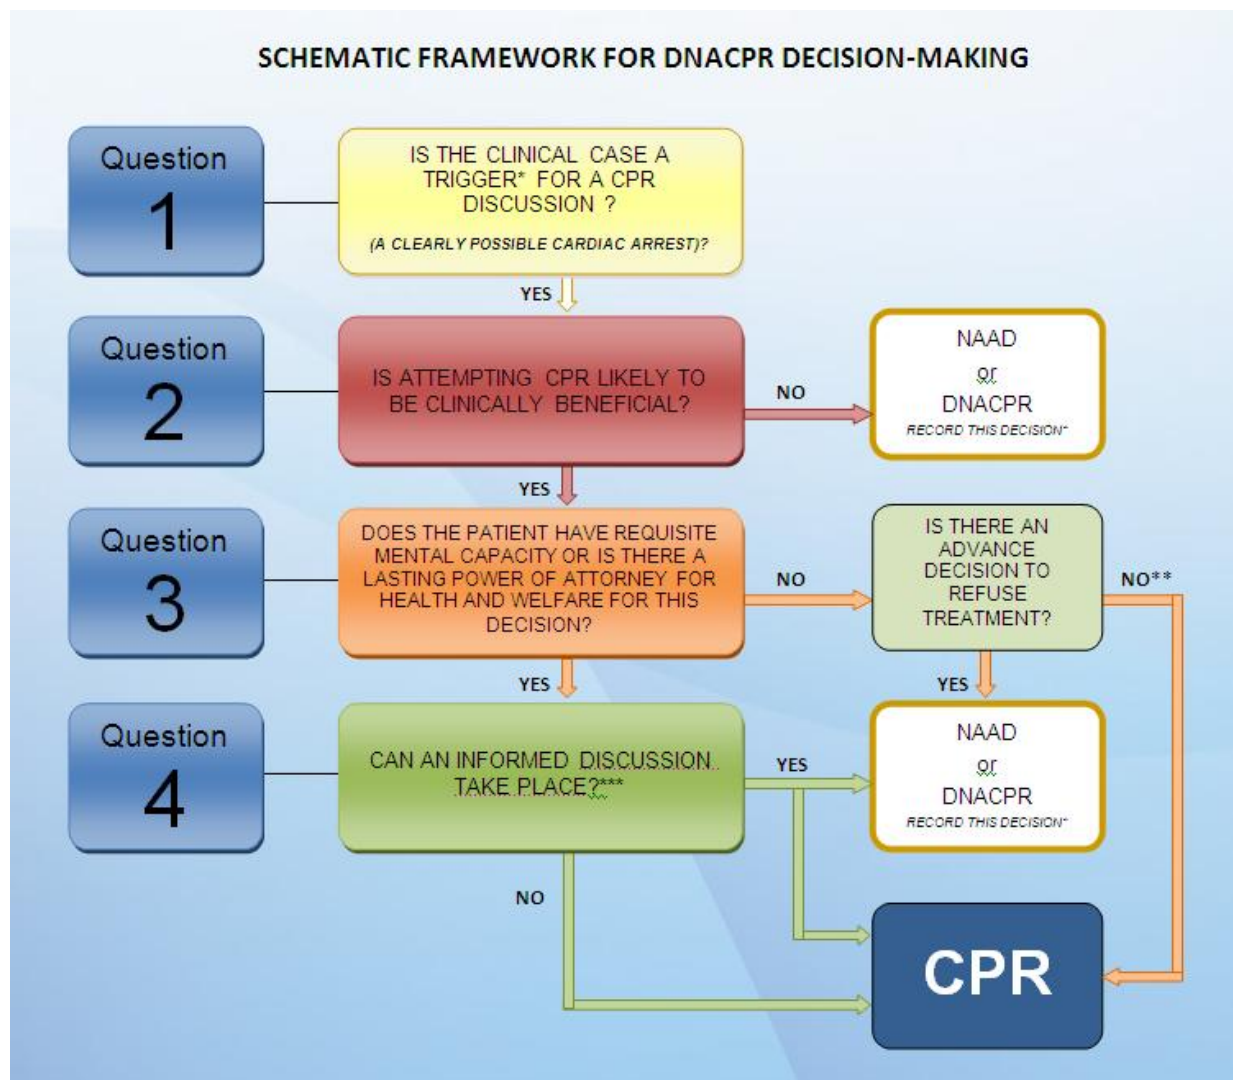 SCHEMATIC FRAMEWORK FOR DNACPR DECISION-MAKING
Question
1
IS THE CLINICAL CASE A
TRIGGER* FOR A CPR
DISCUSSION ?
(A CLEARLY POSSIBLE CARDIAC ARREST)?
YES
Question
2
IS ATTEMPTING CPR LIKELY TO
BE CLINICALLY BENEFICIAL?
NO
NAAD
or
DNACPR
RECORD THIS DECISION~
YES
Question
3
DOES THE PATIENT HAVE REQUISITE
MENTAL CAPACITY OR IS THERE A
LASTING POWER OF ATTORNEY FOR
HEALTH AND WELFARE FOR THIS
DECISION?
NO
IS THERE AN
ADVANCE
DECISION TO
REFUSE
TREATMENT?
NO**
YES
YES
Question
4
CAN AN INFORMED DISCUSSION
TAKE PLACE?***
YES
NAAD
or
DNACPR
RECORD THIS DECISION~
NO
CPR